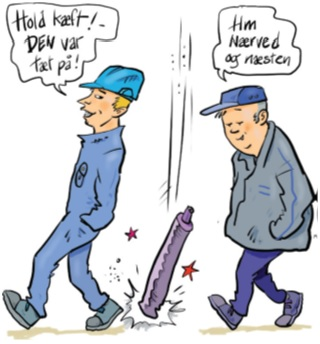 Hold kæft!-
DEN var
tæt på!
Hm
Nærved
og næsten